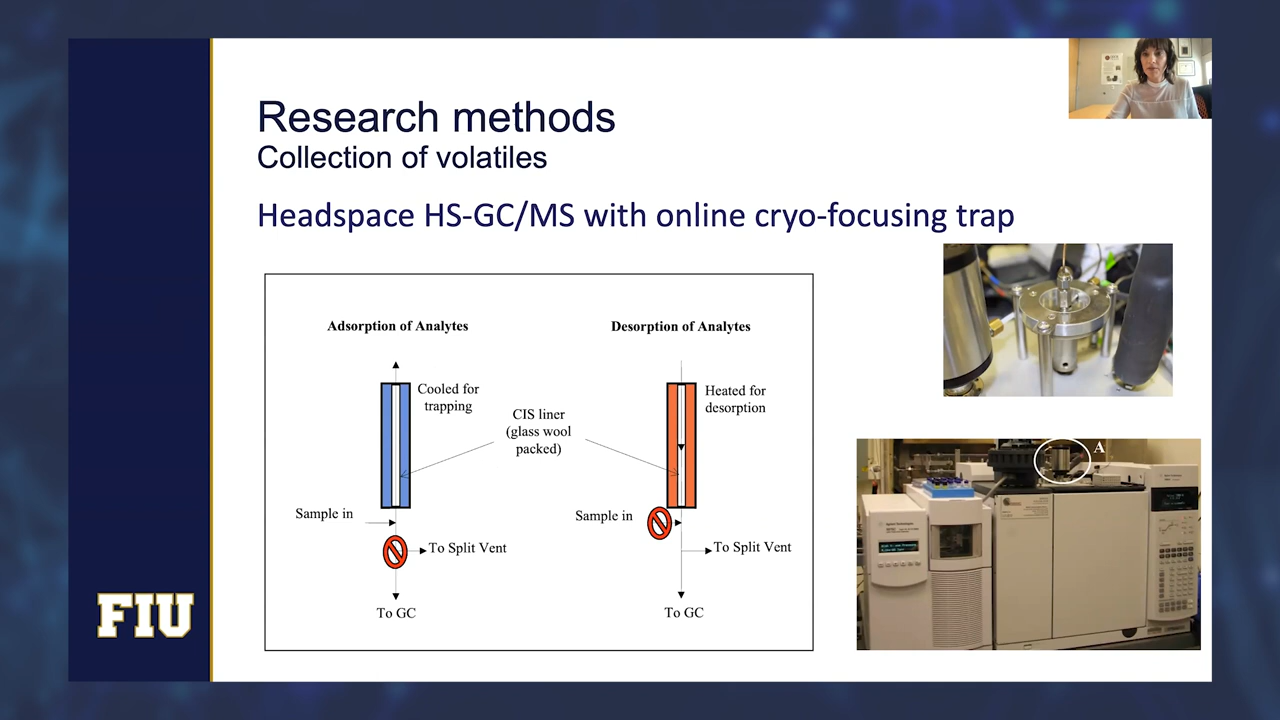 Research methods
Collection of volatiles
Headspace HS-GC/MS with online cryo-focusing trap
Adsorption of Analytes
Desorption of Analytes
Cooled for
trapping
CIS liner
(glass wool
packed)
Heated for
desorption
Sample in
To Split Vent
To GC
Sample in
To Split Vent
To GC
A
FIU